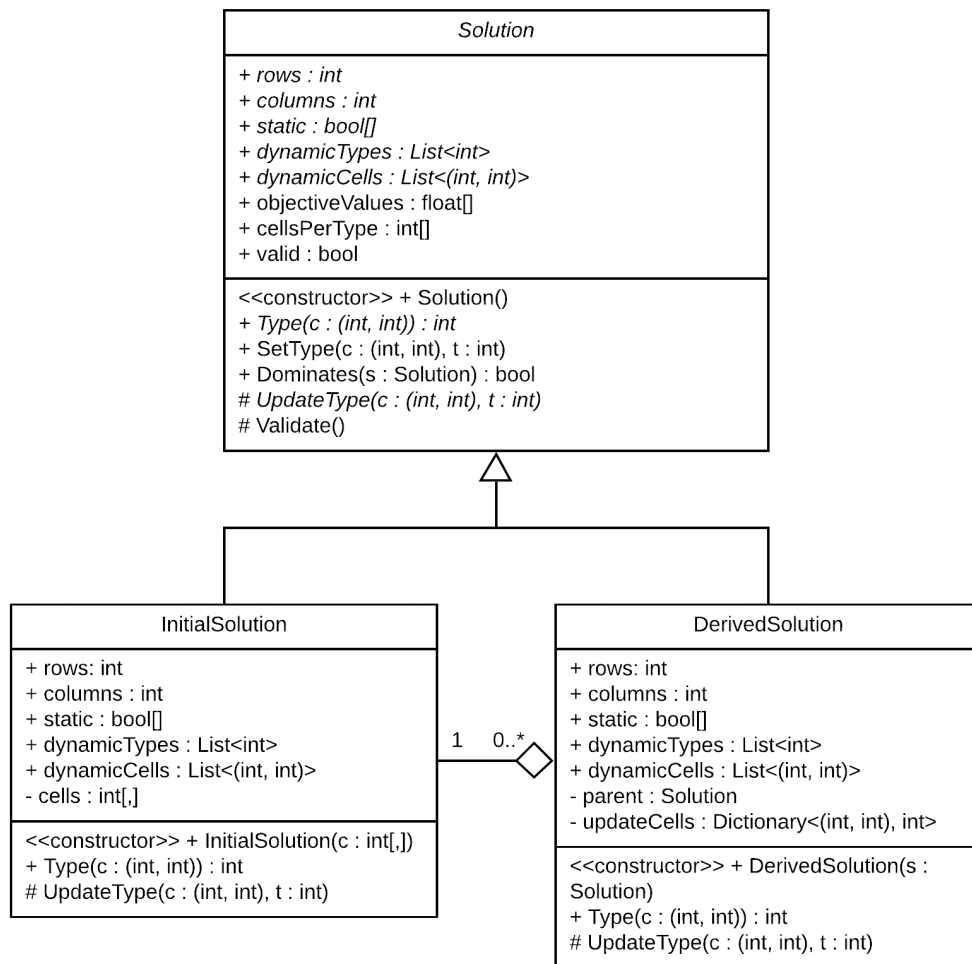 Solution
+ rows : int
+ columns : int
+ static : bool[]
+ dynamicTypes : List<int>
+ dynamicCells : List<(int, int)>
+ objectiveValues : float[]
+ cellsPerType : int[]
+ valid : bool
<<constructor>> + Solution()
+ Type(c : (int, int)) : int
+ SetType(c : (int, int), t : int)
+ Dominates(s : Solution) : bool
# UpdateType(c : (int, int), t : int)
# Validate()
InitialSolution
+ rows: int
+ columns : int
+ static : bool[]
+ dynamicTypes : List<int>
+ dynamicCells : List<(int, int)>
- cells : int[,]
<<constructor>> + InitialSolution(c : int[,])
+ Type(c : (int, int)) : int
# UpdateType(c : (int, int), t : int)
1 0..*
DerivedSolution
+ rows: int
+ columns : int
+ static : bool[]
+ dynamicTypes : List<int>
+ dynamicCells : List<(int, int)>
- parent : Solution
- updateCells : Dictionary<(int, int), int>
<<constructor>> + DerivedSolution(s :
Solution)
+ Type(c : (int, int)) : int
# UpdateType(c : (int, int), t : int)